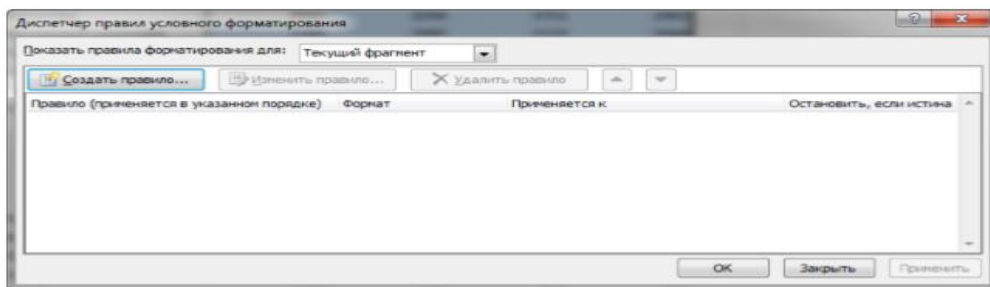 Диспетчер правил условного форматирования
Показать правила форматирования для: Текущий фрагмент
Создать правило... Изменить правило... Удалить правило
Правило (применяется в указанном порядке) Формат Применяется к Остановить, если истина
ОК Закрыть Применить